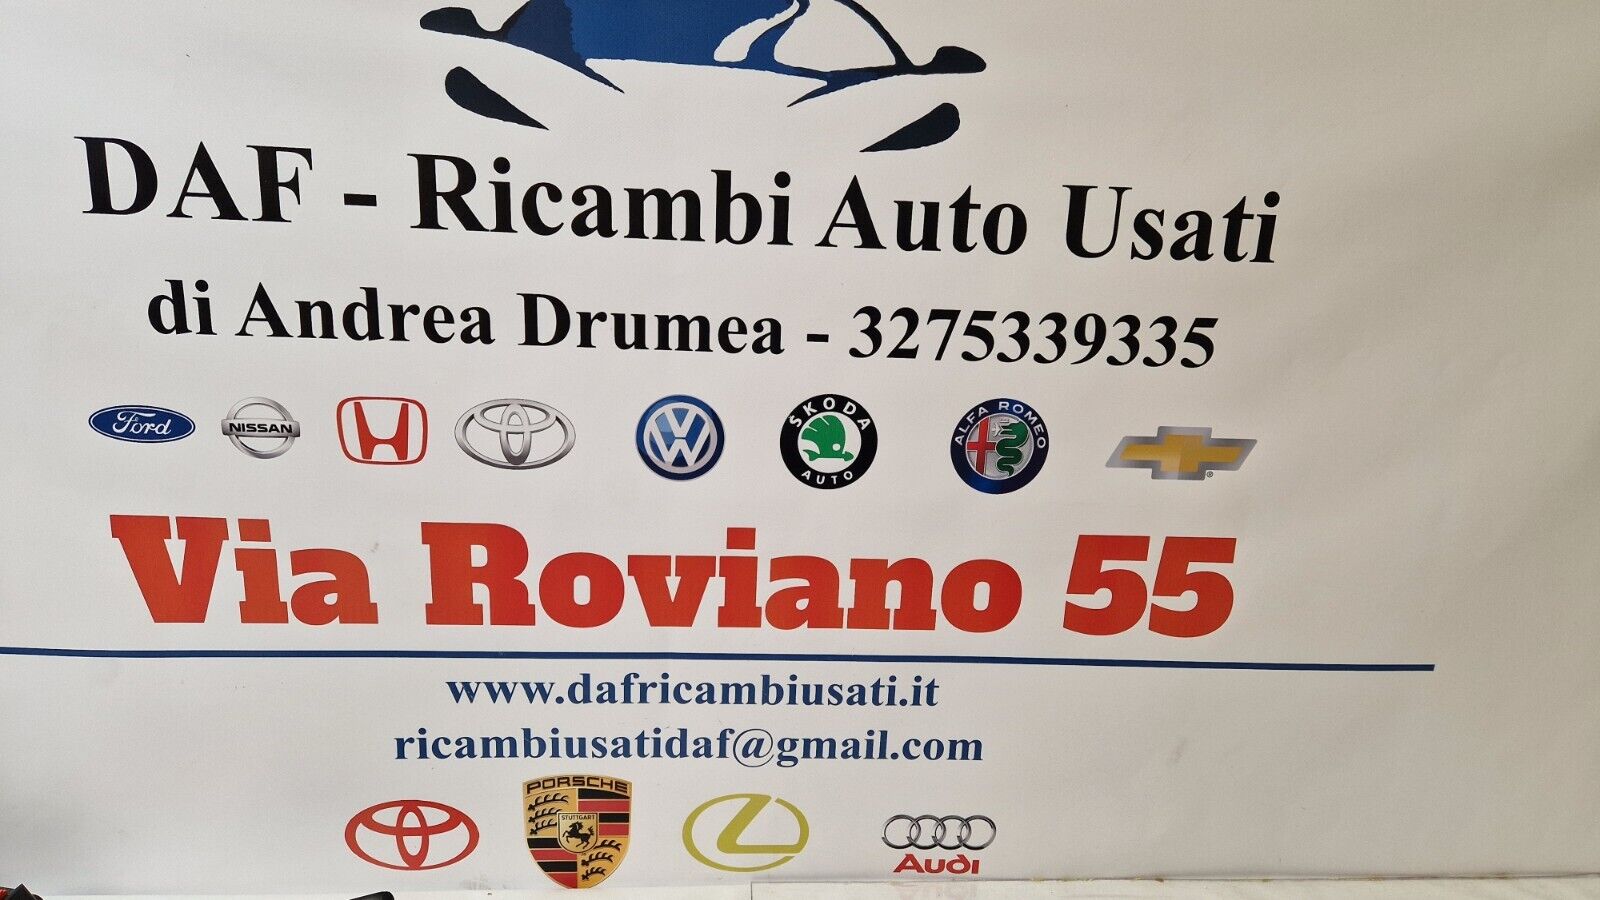 DAF - Ricambi Auto Usati
di Andrea Drumea - 3275339335
Ford NISSAN ŠKODA AUTO ALFA ROMEO
Via Roviano 55
www.dafricambiusati.it
ricambiusatidaf@gmail.com
PORSCHE
STUTTGART
Audi